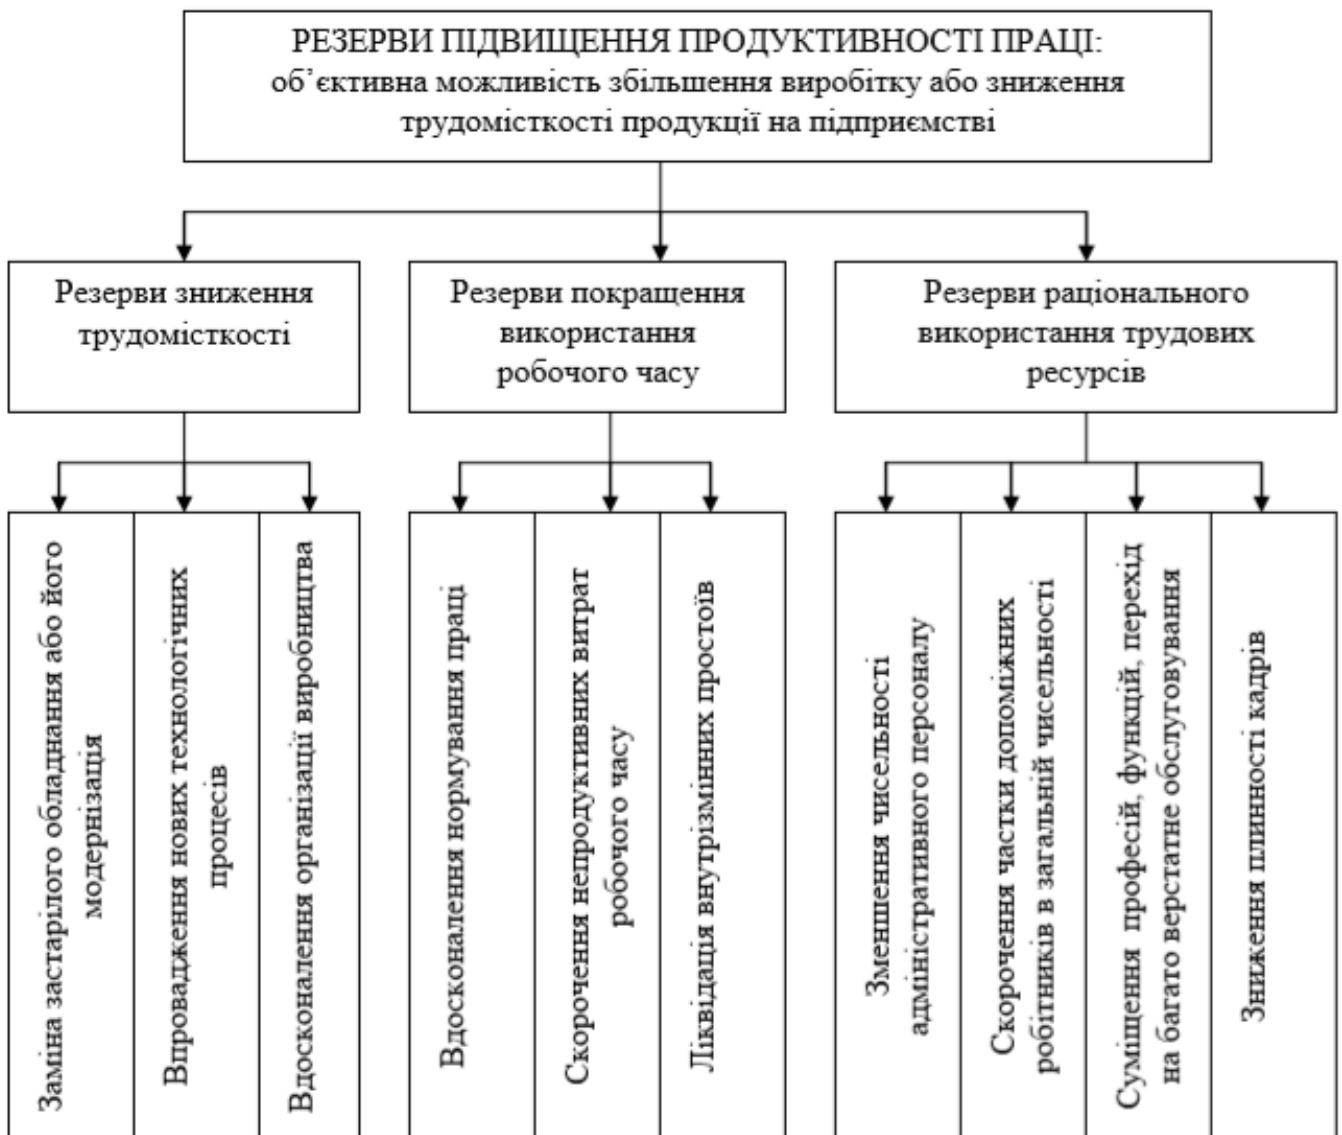 РЕЗЕРВИ ПІДВИЩЕННЯ ПРОДУКТИВНОСТІ ПРАЦІ:
об’єктивна можливість збільшення виробітку або зниження
трудомісткості продукції на підприємстві
Резерви зниження
трудомісткості
Резерви покращення
використання
робочого часу
Резерви раціонального
використання трудових
ресурсів
Заміна застарілого обладнання або його
модернізація
Впровадження нових технологічних
процесів
Вдосконалення організації виробництва
Вдосконалення нормування праці
Скорочення непродуктивних витрат
робочого часу
Ліквідація внутрізмінних простоїв
Зменшення чисельності
адміністративного персоналу
Скорочення частки допоміжних
робітників в загальній чисельності
Суміщення професій, функцій, перехід
на багато верстатне обслуговування
Зниження плинності кадрів